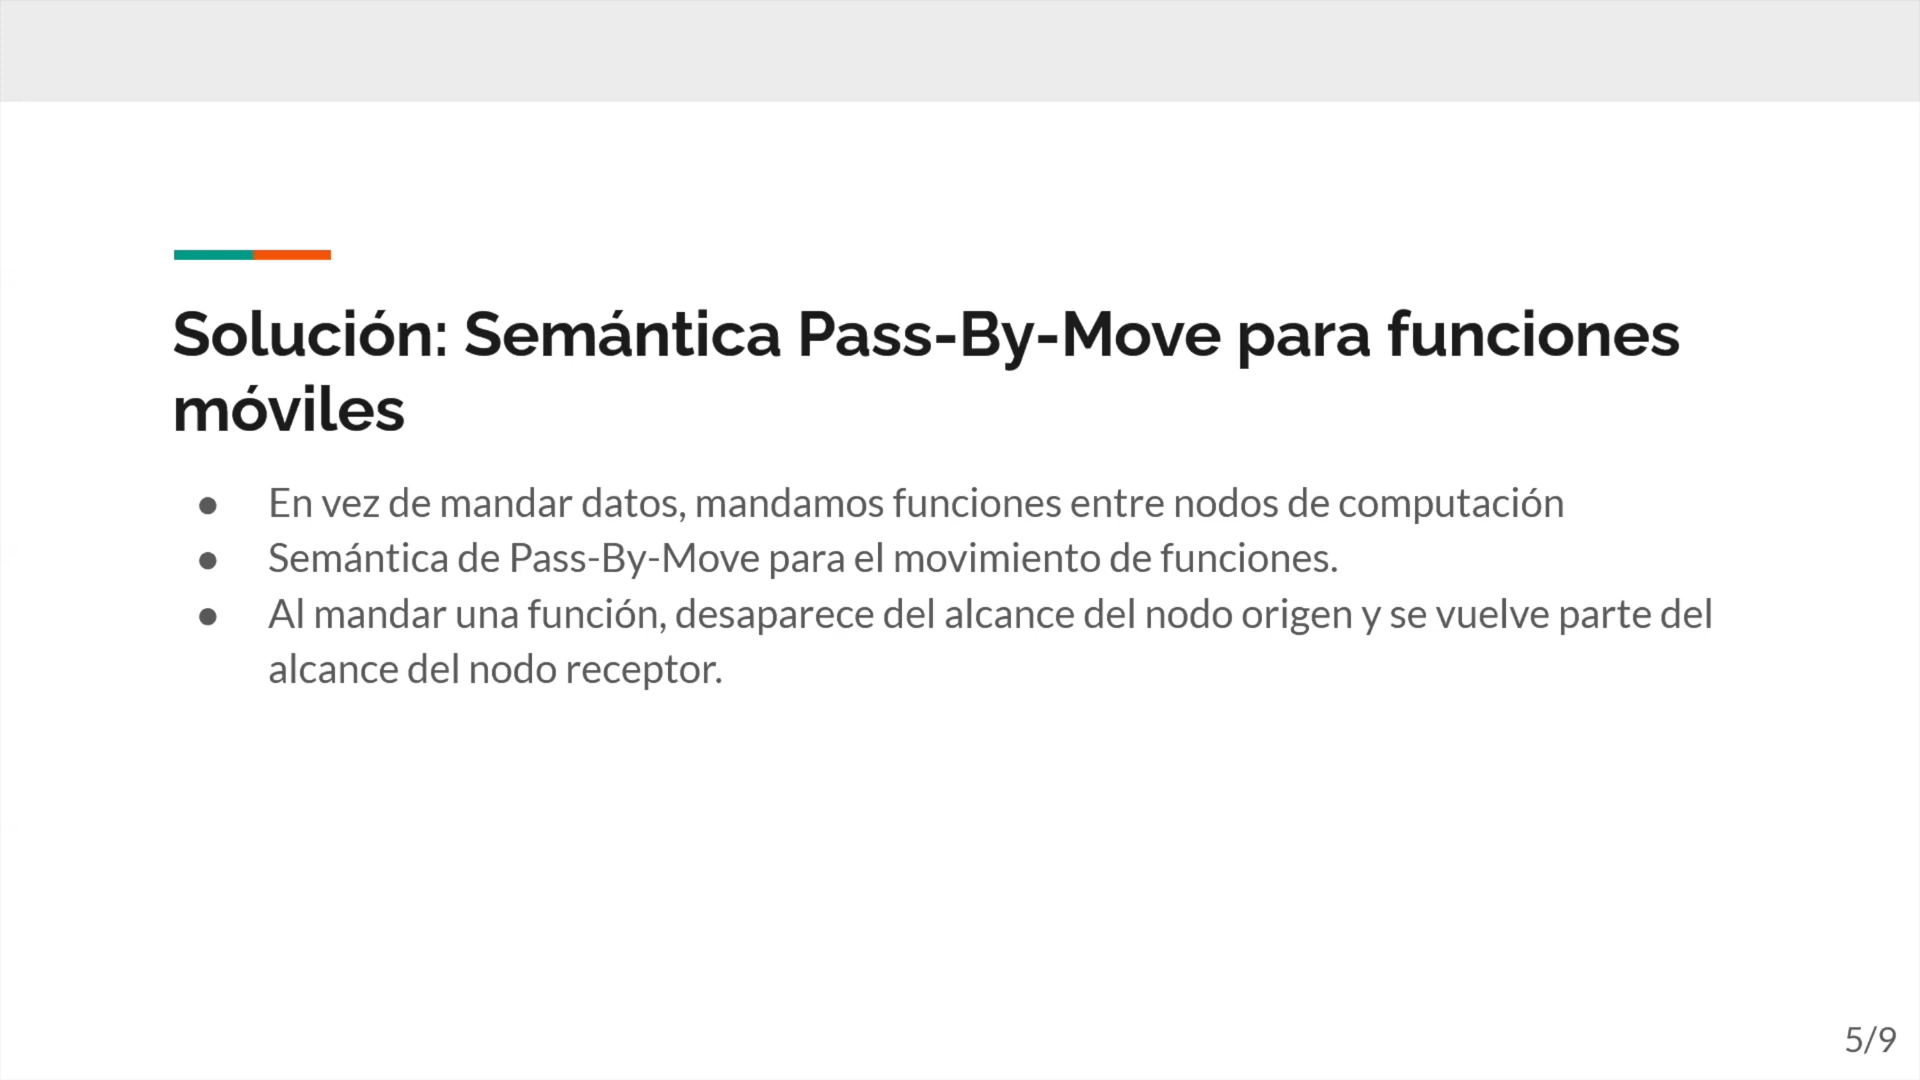 Solución: Semántica Pass-By-Move para funciones
móviles
● En vez de mandar datos, mandamos funciones entre nodos de computación
● Semántica de Pass-By-Move para el movimiento de funciones.
● Al mandar una función, desaparece del alcance del nodo origen y se vuelve parte del
alcance del nodo receptor.
5/9